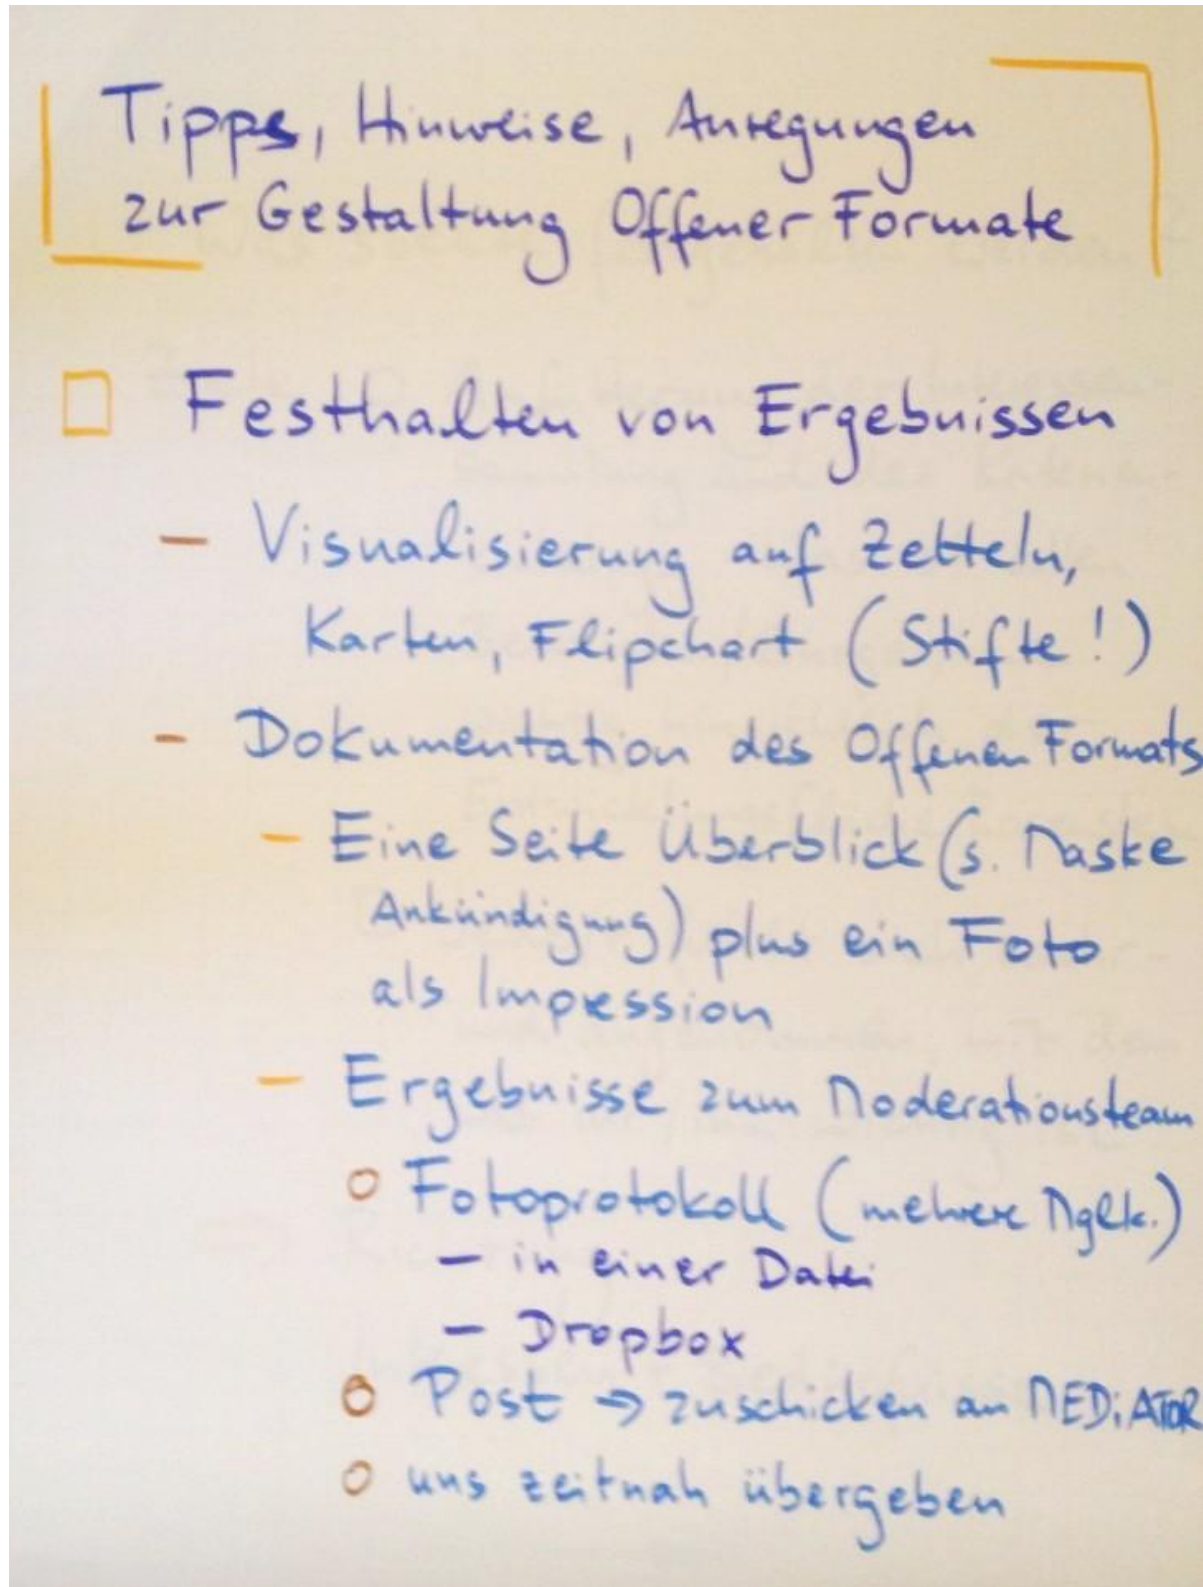 Tipps, Hinweise, Anregungen
zur Gestaltung Offener Formate
Festhalten von Ergebnissen
– Visualisierung auf Zetteln,
Karten, Flipchart (Stifte!)
– Dokumentation des Offenen Formats
– Eine Seite Überblick (s. Maske
Ankündigung) plus ein Foto
als Impression
– Ergebnisse zum Moderationsteam
o Fotoprotokoll (mehrere Mglk.)
– in einer Datei
– Dropbox
o Post → zuschicken an MEDiATOR
o uns zeitnah übergeben